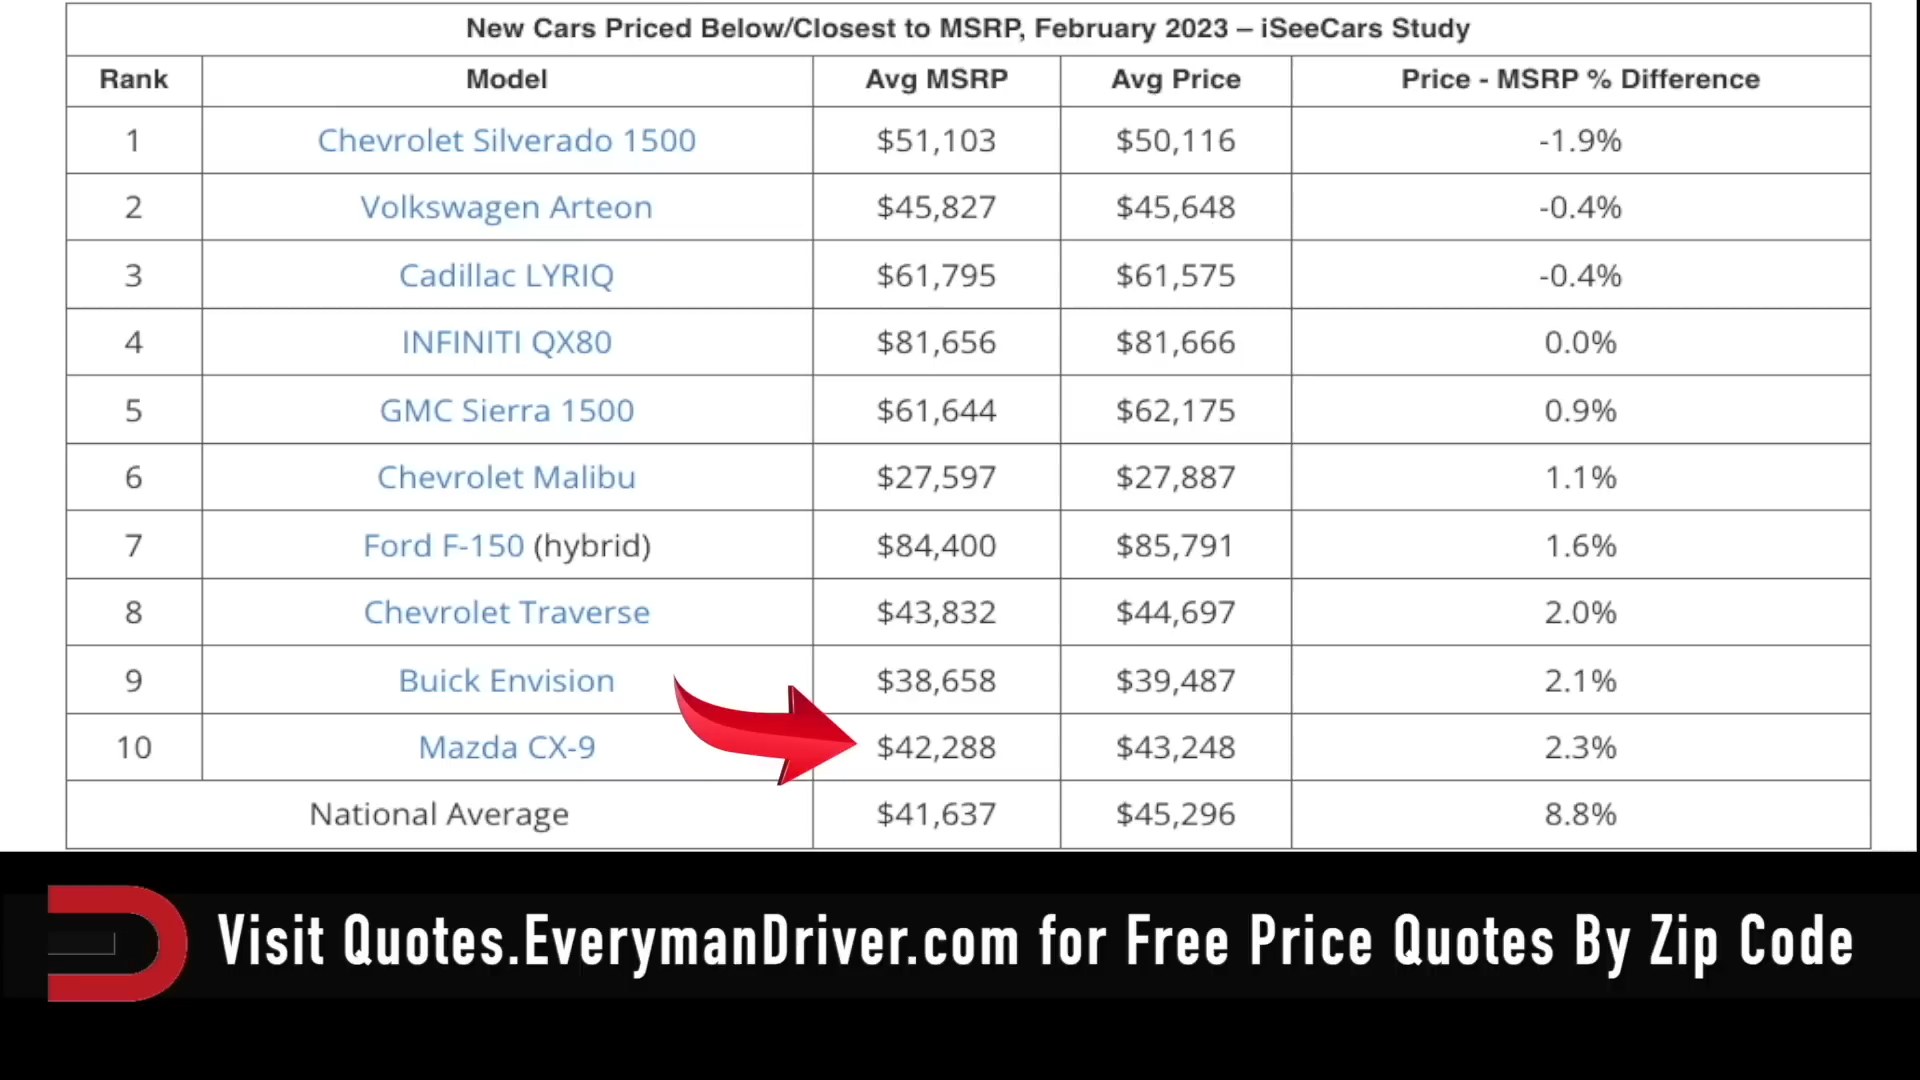 New Cars Priced Below/Closest to MSRP, February 2023 – iSeeCars Study
Rank Model Avg MSRP Avg Price Price - MSRP % Difference
1 Chevrolet Silverado 1500 $51,103 $50,116 -1.9%
2 Volkswagen Arteon $45,827 $45,648 -0.4%
3 Cadillac LYRIQ $61,795 $61,575 -0.4%
4 INFINITI QX80 $81,656 $81,666 0.0%
5 GMC Sierra 1500 $61,644 $62,175 0.9%
6 Chevrolet Malibu $27,597 $27,887 1.1%
7 Ford F-150 (hybrid) $84,400 $85,791 1.6%
8 Chevrolet Traverse $43,832 $44,697 2.0%
9 Buick Envision $38,658 $39,487 2.1%
10 Mazda CX-9 $42,288 $43,248 2.3%
National Average $41,637 $45,296 8.8%
Visit Quotes.EverymanDriver.com for Free Price Quotes By Zip Code